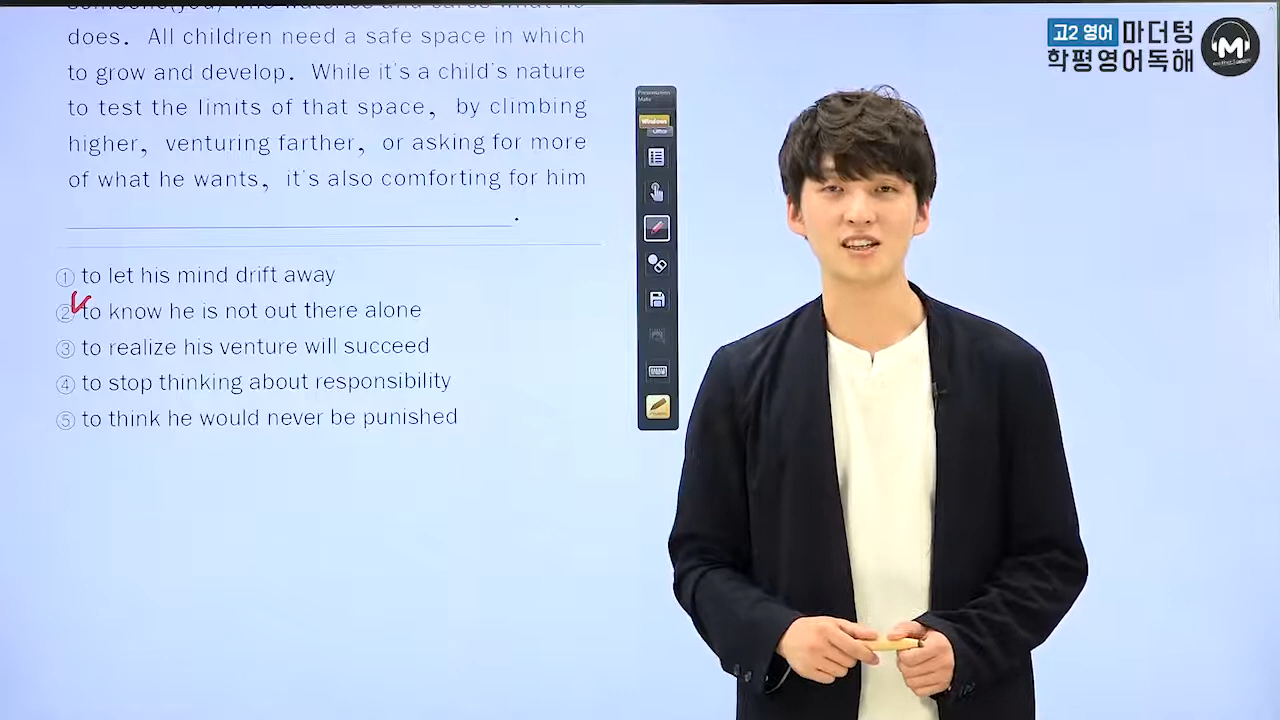 does. All children need a safe space in which
to grow and develop. While it's a child's nature
to test the limits of that space, by climbing
higher, venturing farther, or asking for more
of what he wants, it's also comforting for him
.
① to let his mind drift away
② to know he is not out there alone
③ to realize his venture will succeed
④ to stop thinking about responsibility
⑤ to think he would never be punished
Presentation
Mate
Windows
Office
고2 영어 마더텅
학평영어독해
M